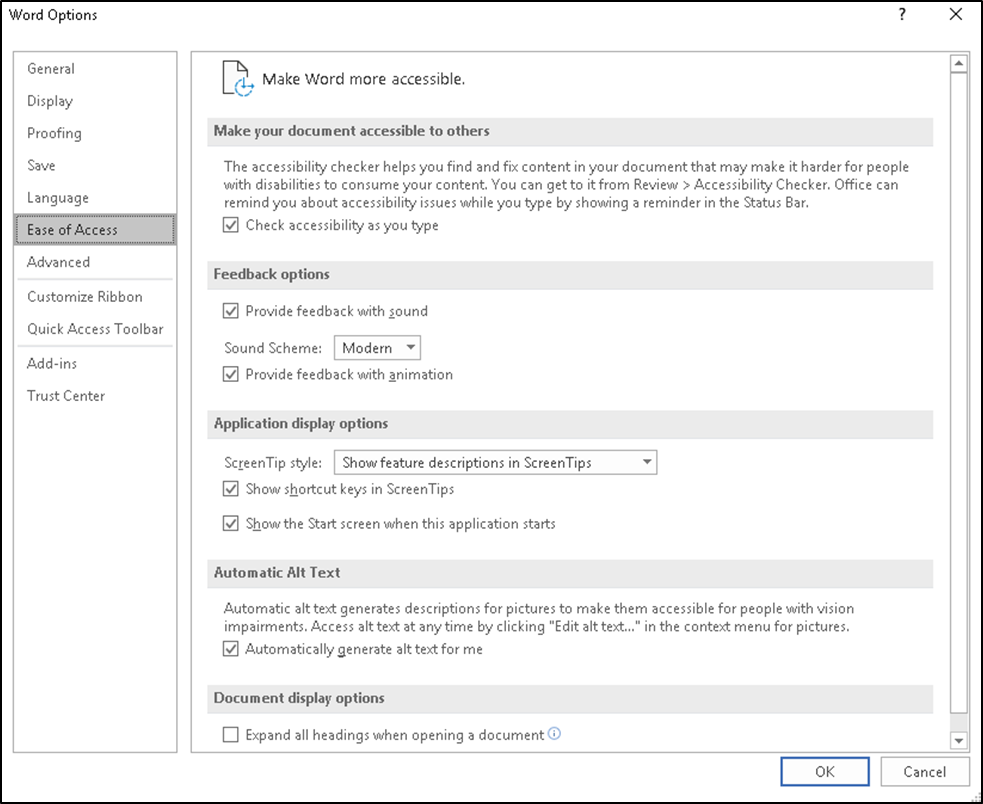 Word Options
?
General
Display
Proofing
Save
Language
Ease of Access
Advanced
Customize Ribbon
Quick Access Toolbar
Add-ins
Trust Center
Make Word more accessible.
Make your document accessible to others
The accessibility checker helps you find and fix content in your document that may make it harder for people
with disabilities to consume your content. You can get to it from Review > Accessibility Checker. Office can
remind you about accessibility issues while you type by showing a reminder in the Status Bar.
Check accessibility as you type
Feedback options
Provide feedback with sound
Sound Scheme: Modern
Provide feedback with animation
Application display options
ScreenTip style: Show feature descriptions in ScreenTips
Show shortcut keys in ScreenTips
Show the Start screen when this application starts
Automatic Alt Text
Automatic alt text generates descriptions for pictures to make them accessible for people with vision
impairments. Access alt text at any time by clicking "Edit alt text..." in the context menu for pictures.
Automatically generate alt text for me
Document display options
Expand all headings when opening a document
OK Cancel